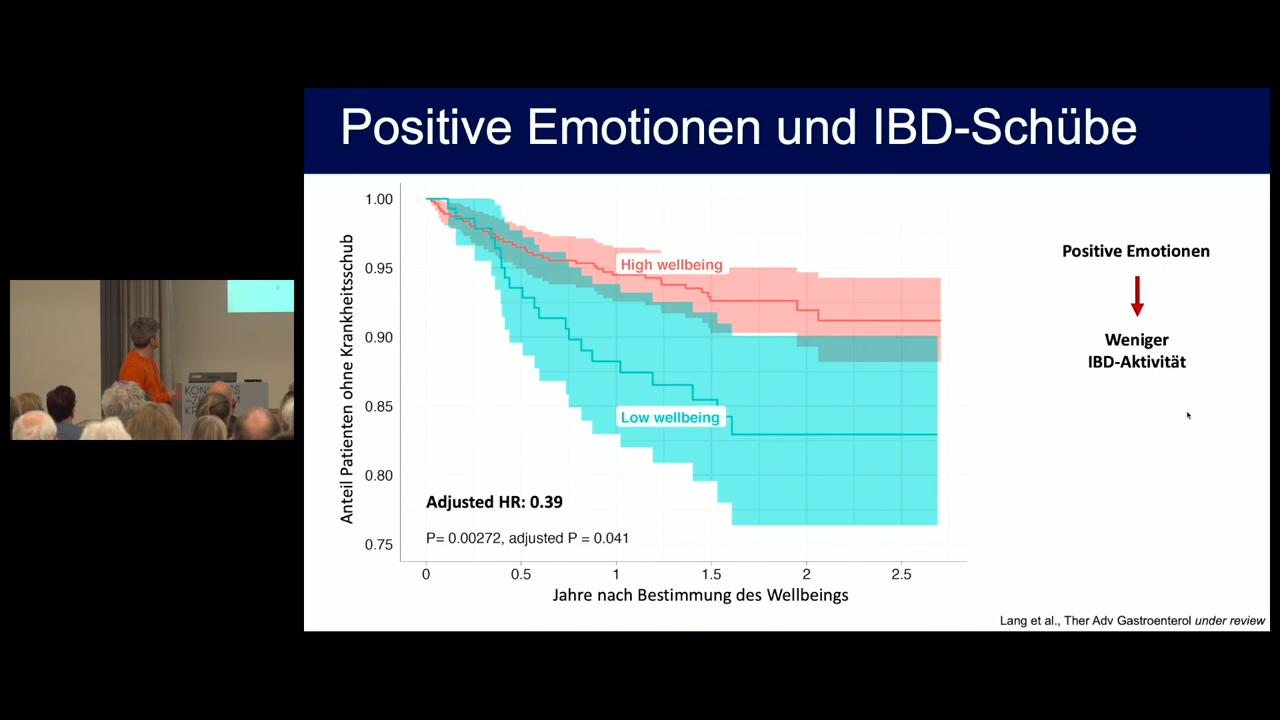 Positive Emotionen und IBD-Schübe
Anteil Patienten ohne Krankheitsschub
1.00
0.95
0.90
0.85
0.80
0.75
High wellbeing
Low wellbeing
Adjusted HR: 0.39
P= 0.00272, adjusted P = 0.041
0
0.5
1
1.5
2
2.5
Jahre nach Bestimmung des Wellbeings
Positive Emotionen
Weniger
IBD-Aktivität
Lang et al., Ther Adv Gastroenterol under review